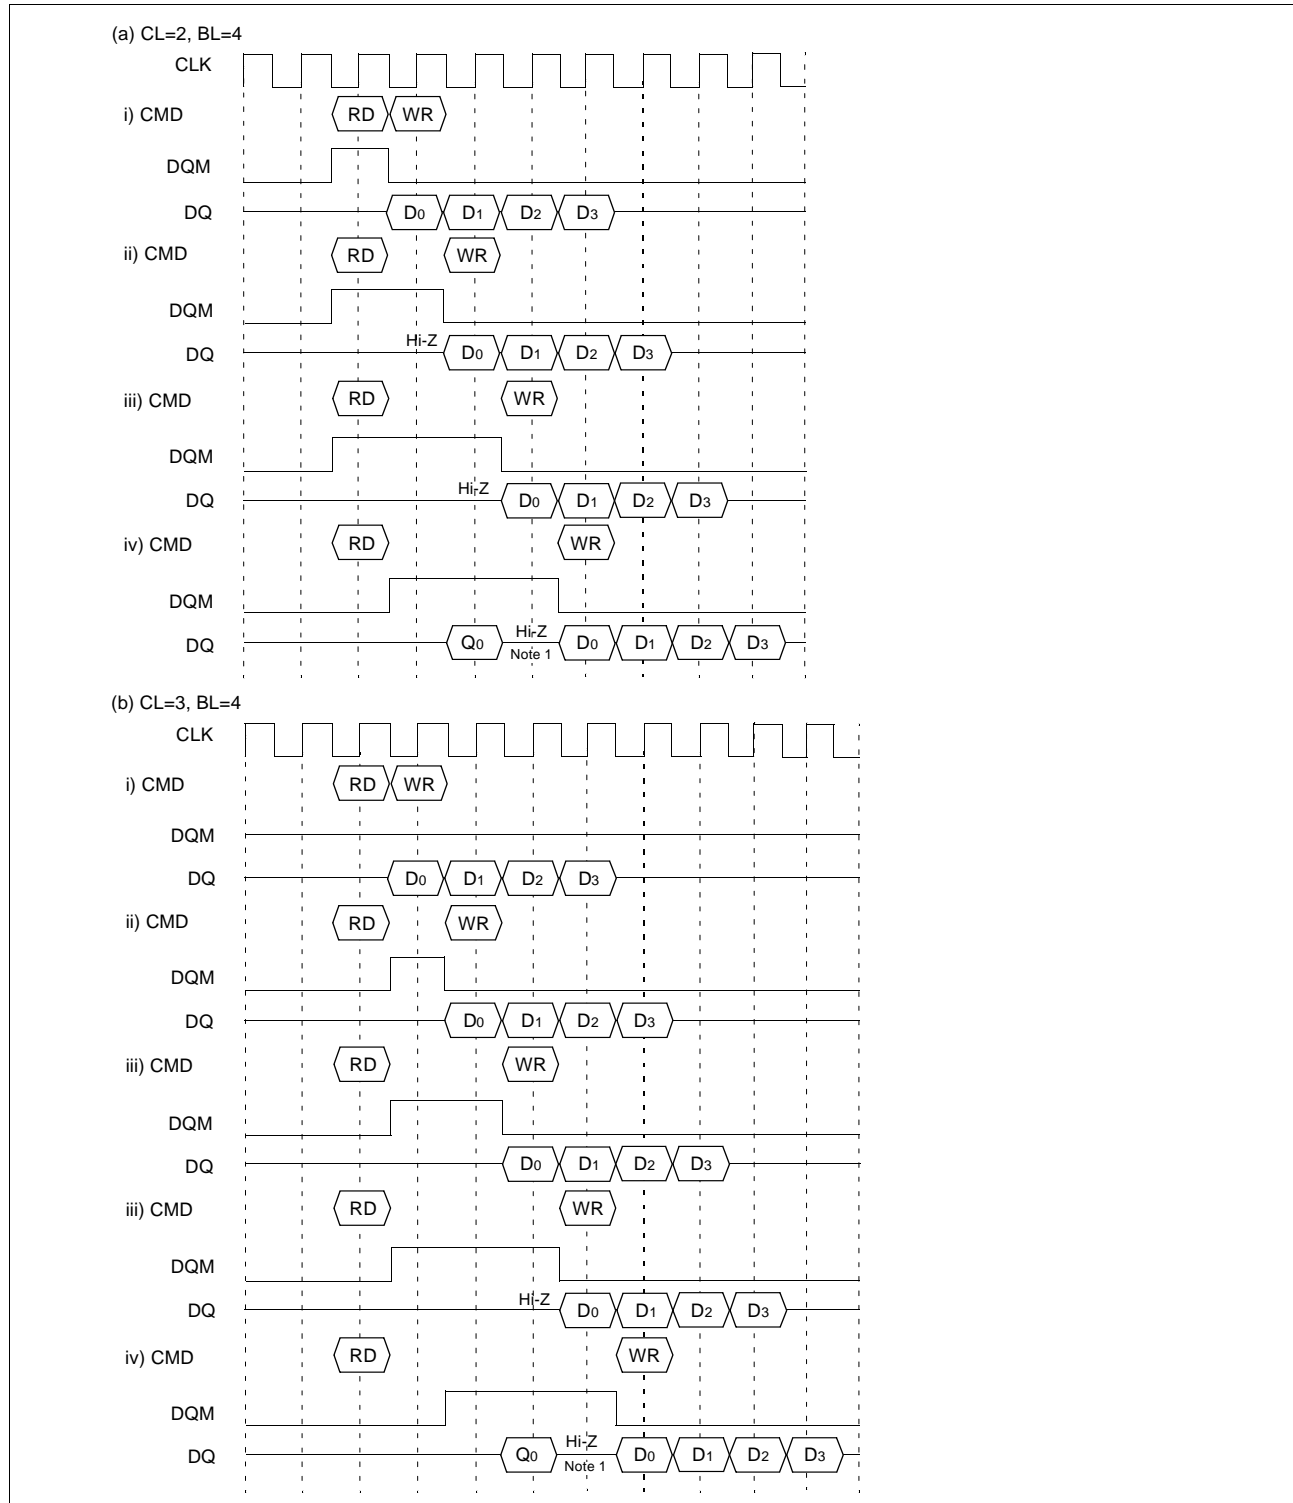 (a) CL=2, BL=4
CLK
i) CMD RD WR
DQM
DQ D0 D1 D2 D3
ii) CMD RD WR
DQM
DQ Hi-Z D0 D1 D2 D3
iii) CMD RD WR
DQM
DQ Hi-Z D0 D1 D2 D3
iv) CMD RD WR
DQM
DQ Q0 Hi-Z D0 D1 D2 D3
Note 1
(b) CL=3, BL=4
CLK
i) CMD RD WR
DQM
DQ D0 D1 D2 D3
ii) CMD RD WR
DQM
DQ D0 D1 D2 D3
iii) CMD RD WR
DQM
DQ D0 D1 D2 D3
iii) CMD RD WR
DQM
DQ Hi-Z D0 D1 D2 D3
iv) CMD RD WR
DQM
DQ Q0 Hi-Z D0 D1 D2 D3
Note 1